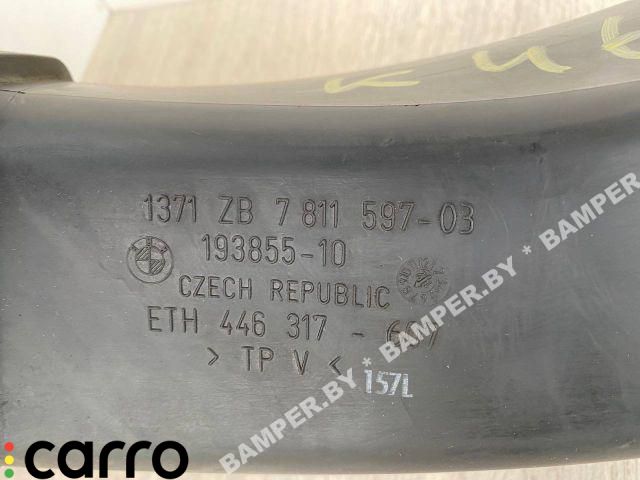 1371 ZB 7 811 597-03
193855-10
CZECH REPUBLIC
ETH 446 317 - 607
> TP V <
157L
carro
BAMPER.BY * BAMPER.BY * BAMPER.BY